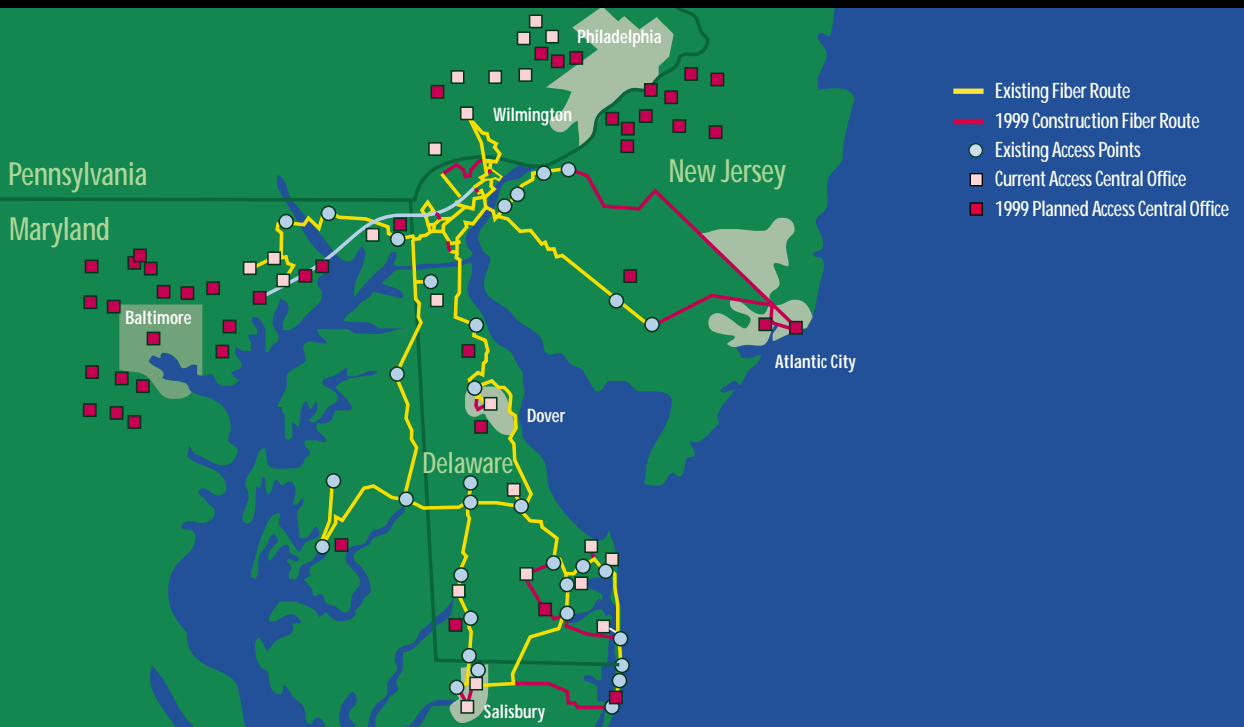 Philadelphia
Existing Fiber Route
Wilmington
1999 Construction Fiber Route
Existing Access Points
Pennsylvania
New Jersey
Current Access Central Office
1999 Planned Access Central Office
Maryland
Baltimore
Atlantic City
Dover
Delaware
Salisbury